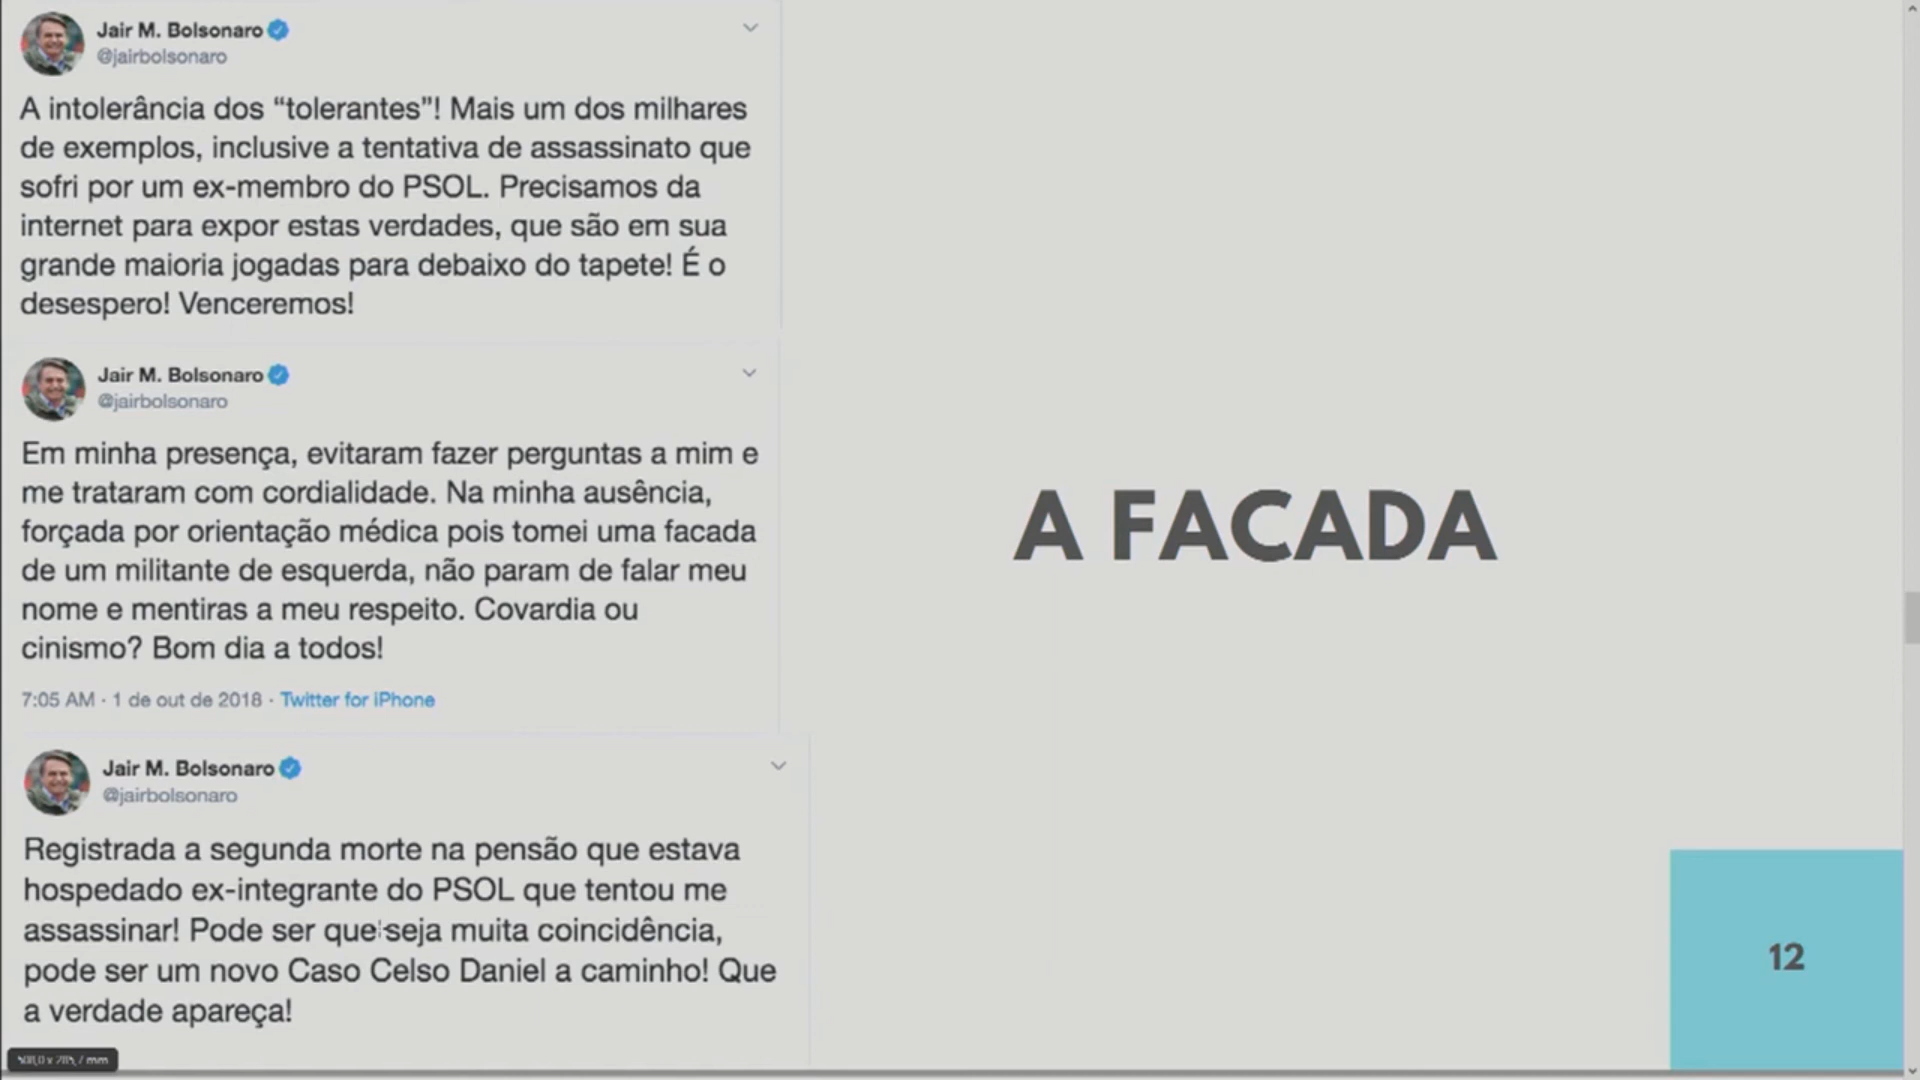 Jair M. Bolsonaro
@jairbolsonaro
A intolerância dos “tolerantes”! Mais um dos milhares
de exemplos, inclusive a tentativa de assassinato que
sofri por um ex-membro do PSOL. Precisamos da
internet para expor estas verdades, que são em sua
grande maioria jogadas para debaixo do tapete! É o
desespero! Venceremos!
Jair M. Bolsonaro
@jairbolsonaro
Em minha presença, evitaram fazer perguntas a mim e
me trataram com cordialidade. Na minha ausência,
forçada por orientação médica pois tomei uma facada
de um militante de esquerda, não param de falar meu
nome e mentiras a meu respeito. Covardia ou
cinismo? Bom dia a todos!
7:05 AM · 1 de out de 2018 · Twitter for iPhone
Jair M. Bolsonaro
@jairbolsonaro
Registrada a segunda morte na pensão que estava
hospedado ex-integrante do PSOL que tentou me
assassinar! Pode ser que seja muita coincidência,
pode ser um novo Caso Celso Daniel a caminho! Que
a verdade apareça!
A FACADA
12